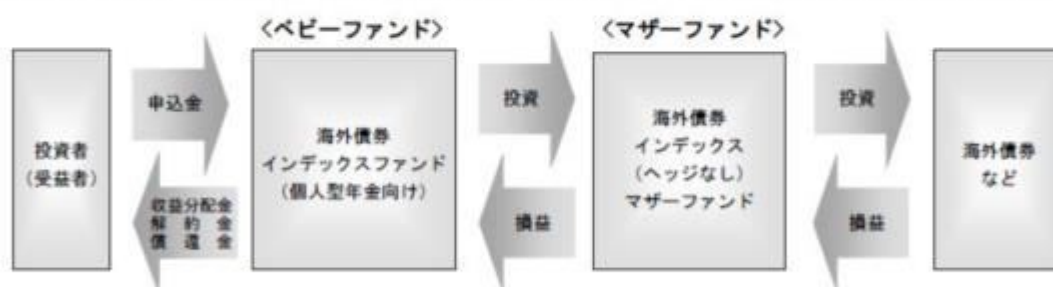 〈ベビーファンド〉
〈マザーファンド〉
投資者
(受益者)
申込金
収益分配金
解約金
償還金
海外債券
インデックスファンド
(個人型年金向け)
投資
損益
海外債券
インデックス
(ヘッジなし)
マザーファンド
投資
損益
海外債券
など